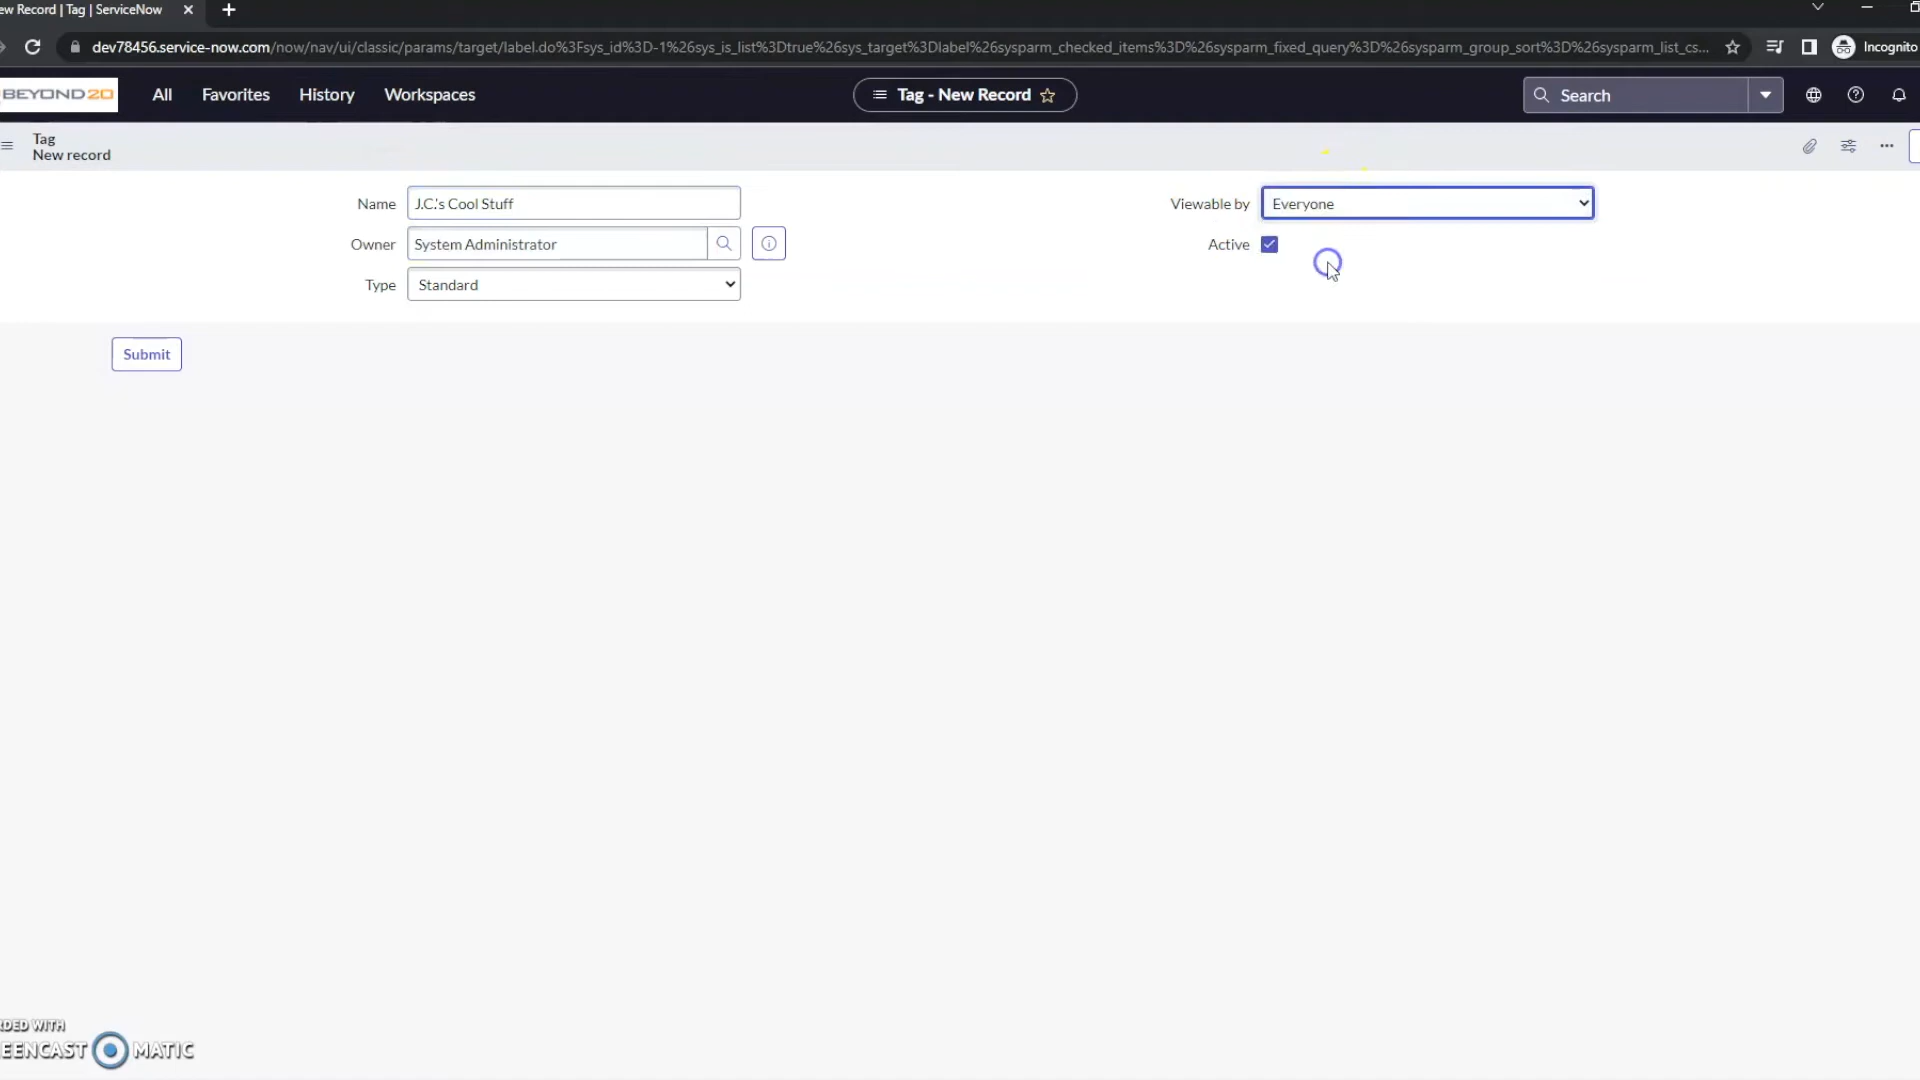 ew Record | Tag | ServiceNow
dev78456.service-now.com/now/nav/ui/classic/params/target/label.do%3Fsys_id%3D-1%26sys_is_list%3Dtrue%26sys_target%3Dlabel%26sysparm_checked_items%3D%26sysparm_fixed_query%3D%26sysparm_group_sort%3D%26sysparm_list_cs...
Incognito
BEYOND20
All
Favorites
History
Workspaces
Tag - New Record
Search
Tag
New record
Name
J.C.'s Cool Stuff
Viewable by
Everyone
Owner
System Administrator
Active
Type
Standard
Submit
RDED WITH
EENCAST MATIC